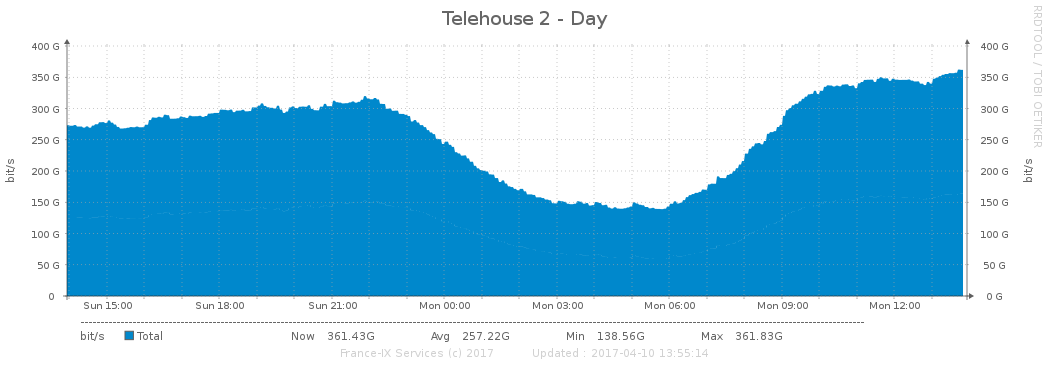 Telehouse 2 - Day
RRDTOOL / TOBI OETIKER
400 G 400 G
350 G 350 G
300 G 300 G
250 G 250 G
200 G 200 G
150 G 150 G
100 G 100 G
50 G 50 G
0 0 G
bit/s bit/s
Sun 15:00 Sun 18:00 Sun 21:00 Mon 00:00 Mon 03:00 Mon 06:00 Mon 09:00 Mon 12:00
bit/s Total Now 361.43G Avg 257.22G Min 138.56G Max 361.83G
France-IX Services (c) 2017 Updated : 2017-04-10 13:55:14